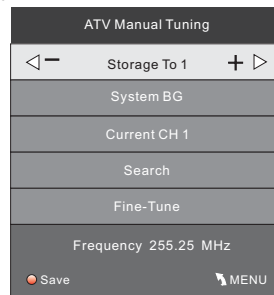 ATV Manual Tuning
Storage To 1
System BG
Current CH 1
Search
Fine-Tune
Frequency 255.25 MHz
Save MENU